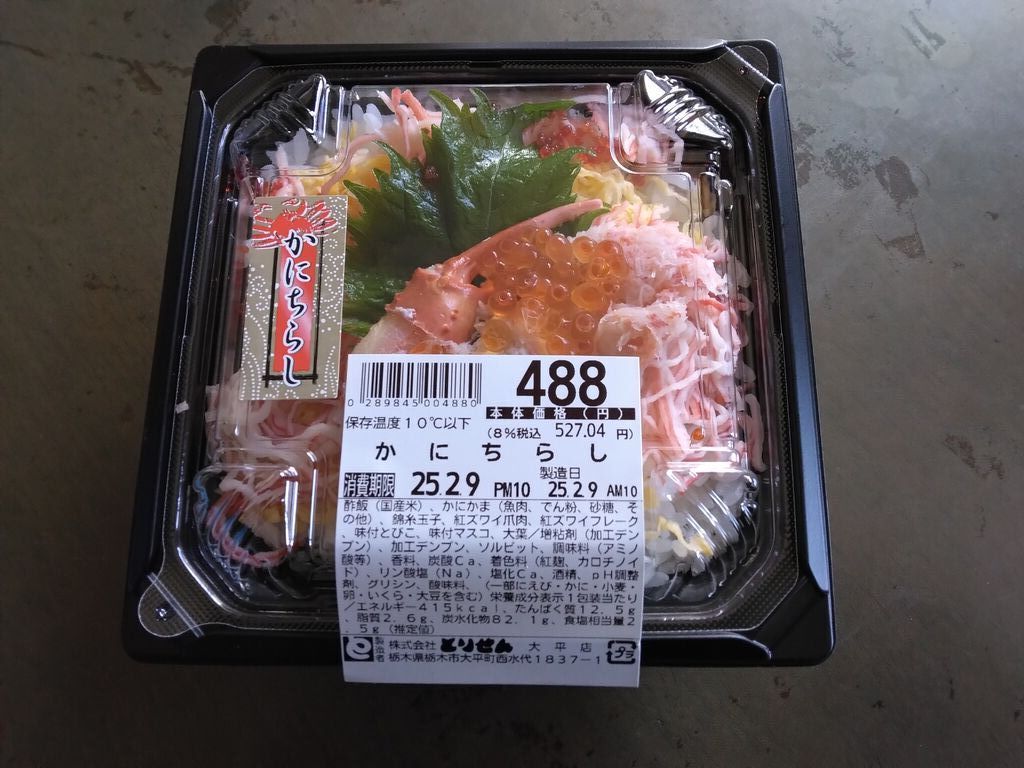 かにちらし
0 289845 004880
488
本体価格（円）
保存温度10℃以下
(8%税込 527.04 円)
かにちらし
消費期限 25.2.9 PM10
製造日
25.2.9 AM10
酢飯（国産米）、かにかま（魚肉、でん粉、砂糖、そ
の他）、錦糸玉子、紅ズワイ爪肉、紅ズワイフレーク
、味付とびこ、味付マスコ、大葉／増粘剤（加工デン
プン）、加工デンプン、ソルビット、調味料（アミノ
酸等）、香料、炭酸Ca、着色料（紅麹、カロチノイ
ド）、リン酸塩（Na）、塩化Ca、酒精、pH調整
剤、グリシン、酸味料、（一部にえび・かに・小麦・
卵・いくら・大豆を含む）栄養成分表示1包装当たり
／エネルギー415kcal、たんぱく質12．5g
、脂質2．6g、炭水化物82．1g、食塩相当量2
．5g（推定値）
製造者 株式会社 とりせん 大平店
栃木県栃木市大平町西水代1837－1
プラ